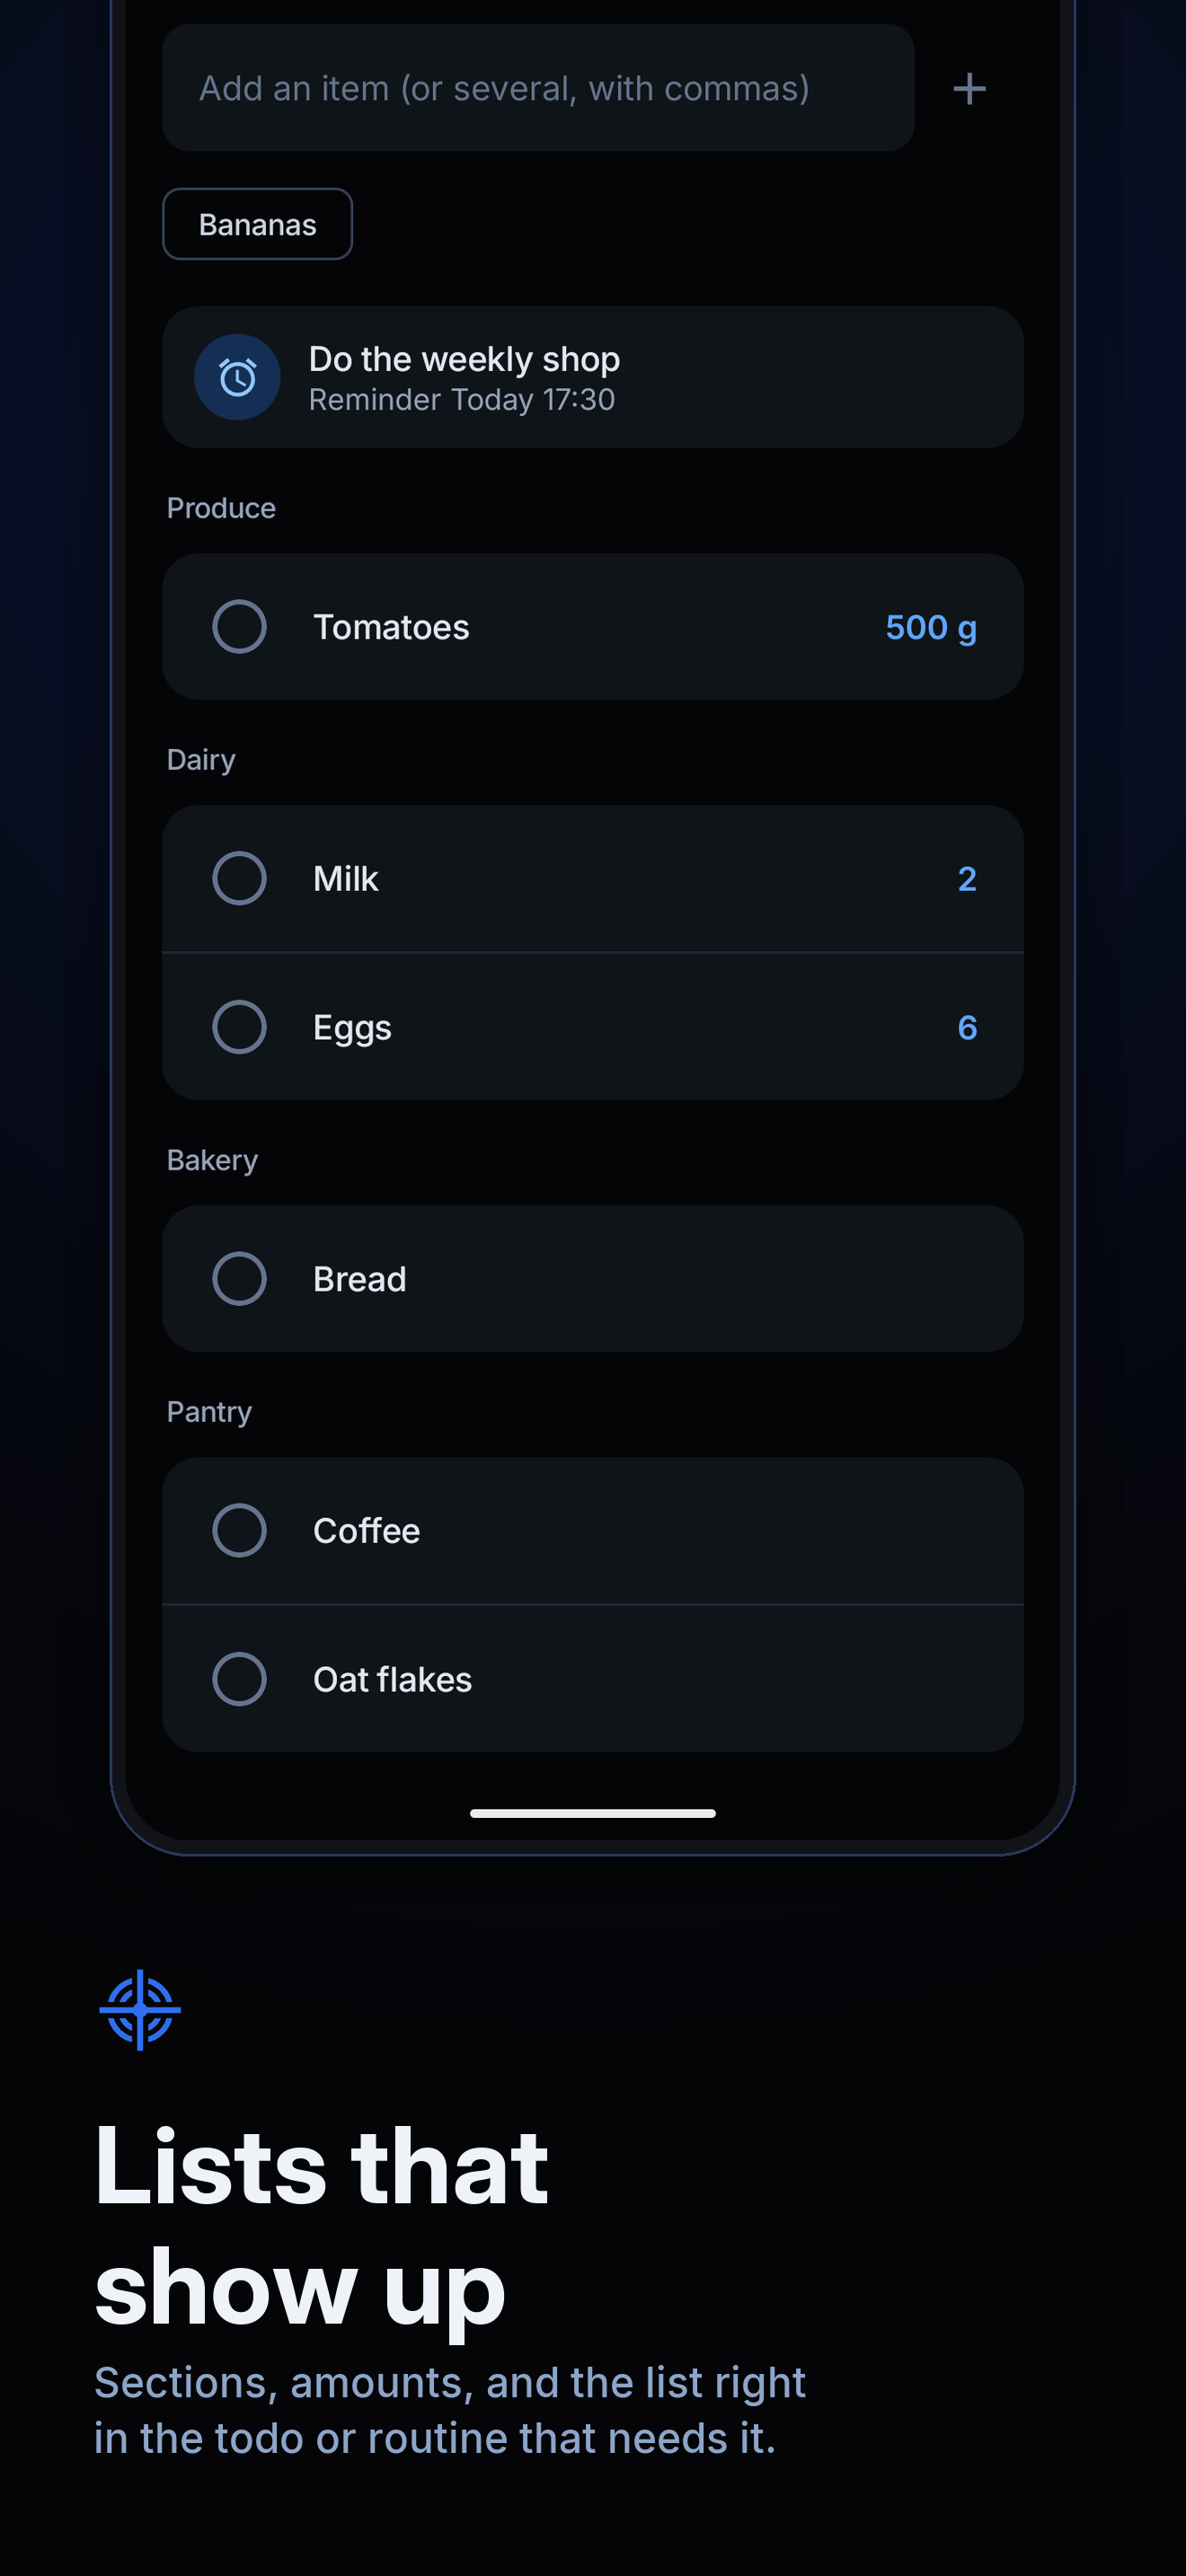 Add an item (or several, with commas)
Bananas
Do the weekly shop
Reminder Today 17:30
Produce
Tomatoes 500 g
Dairy
Milk 2
Eggs 6
Bakery
Bread
Pantry
Coffee
Oat flakes
Lists that
show up
Sections, amounts, and the list right
in the todo or routine that needs it.